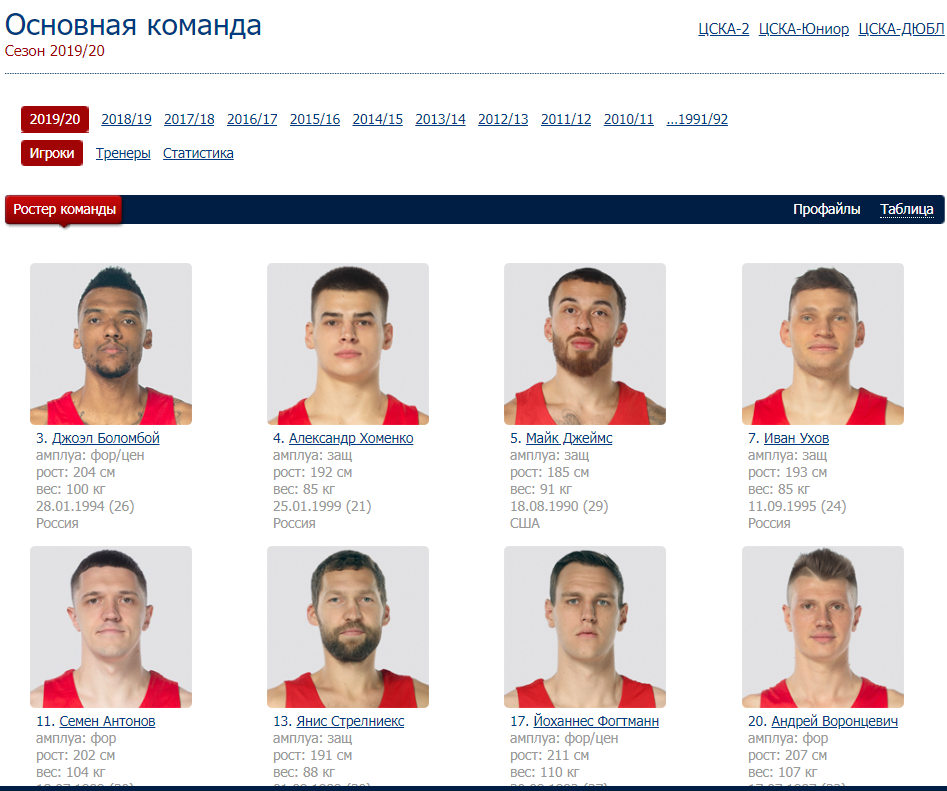 Основная команда
ЦСКА-2 ЦСКА-Юниор ЦСКА-ДЮБЛ
Сезон 2019/20
2019/20 2018/19 2017/18 2016/17 2015/16 2014/15 2013/14 2012/13 2011/12 2010/11 ...1991/92
Игроки Тренеры Статистика
Ростер команды Профайлы Таблица
3. Джоэл Боломбой
амплуа: фор/цен
рост: 204 см
вес: 100 кг
28.01.1994 (26)
Россия
4. Александр Хоменко
амплуа: защ
рост: 192 см
вес: 85 кг
25.01.1999 (21)
Россия
5. Майк Джеймс
амплуа: защ
рост: 185 см
вес: 91 кг
18.08.1990 (29)
США
7. Иван Ухов
амплуа: защ
рост: 193 см
вес: 85 кг
11.09.1995 (24)
Россия
11. Семен Антонов
амплуа: фор
рост: 202 см
вес: 104 кг
13. Янис Стрелниекс
амплуа: защ
рост: 191 см
вес: 88 кг
17. Йоханнес Фогтманн
амплуа: фор/цен
рост: 211 см
вес: 110 кг
20. Андрей Воронцевич
амплуа: фор
рост: 207 см
вес: 107 кг